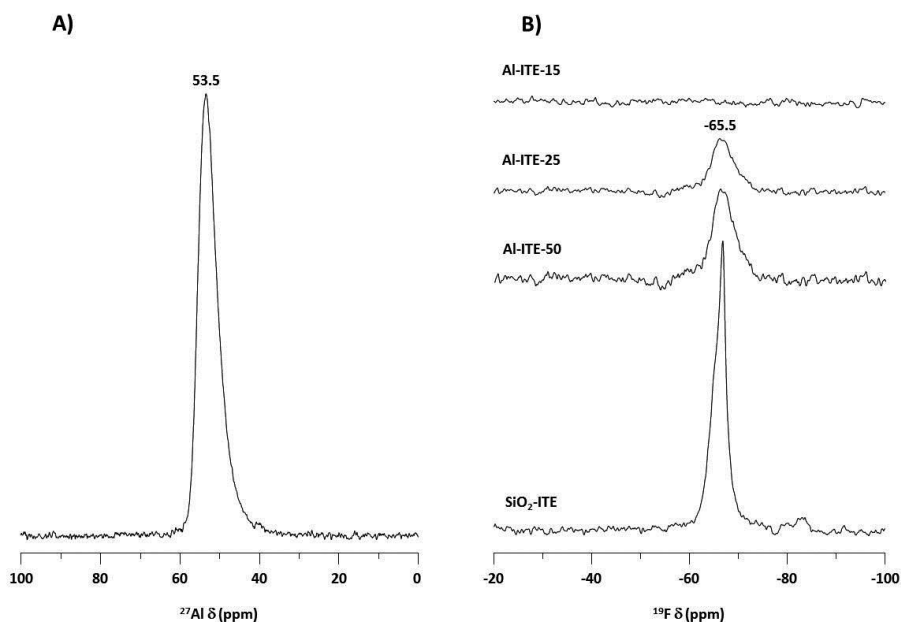 A)
53.5
100 80 60 40 20 0
²⁷Al δ (ppm)
B)
Al-ITE-15
-65.5
Al-ITE-25
Al-ITE-50
SiO₂-ITE
-20 -40 -60 -80 -100
¹⁹F δ (ppm)